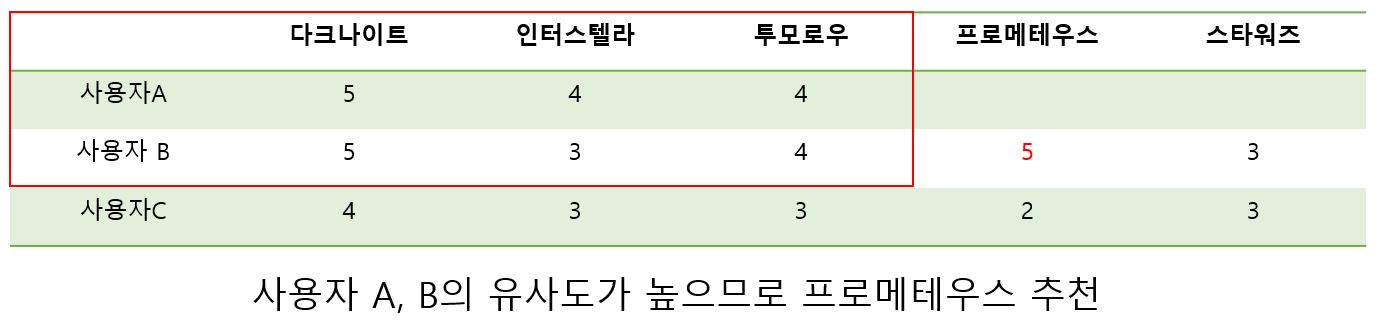 다크나이트 인터스텔라 투모로우 프로메테우스 스타워즈
사용자A 5 4 4
사용자 B 5 3 4 5 3
사용자C 4 3 3 2 3
사용자 A, B의 유사도가 높으므로 프로메테우스 추천